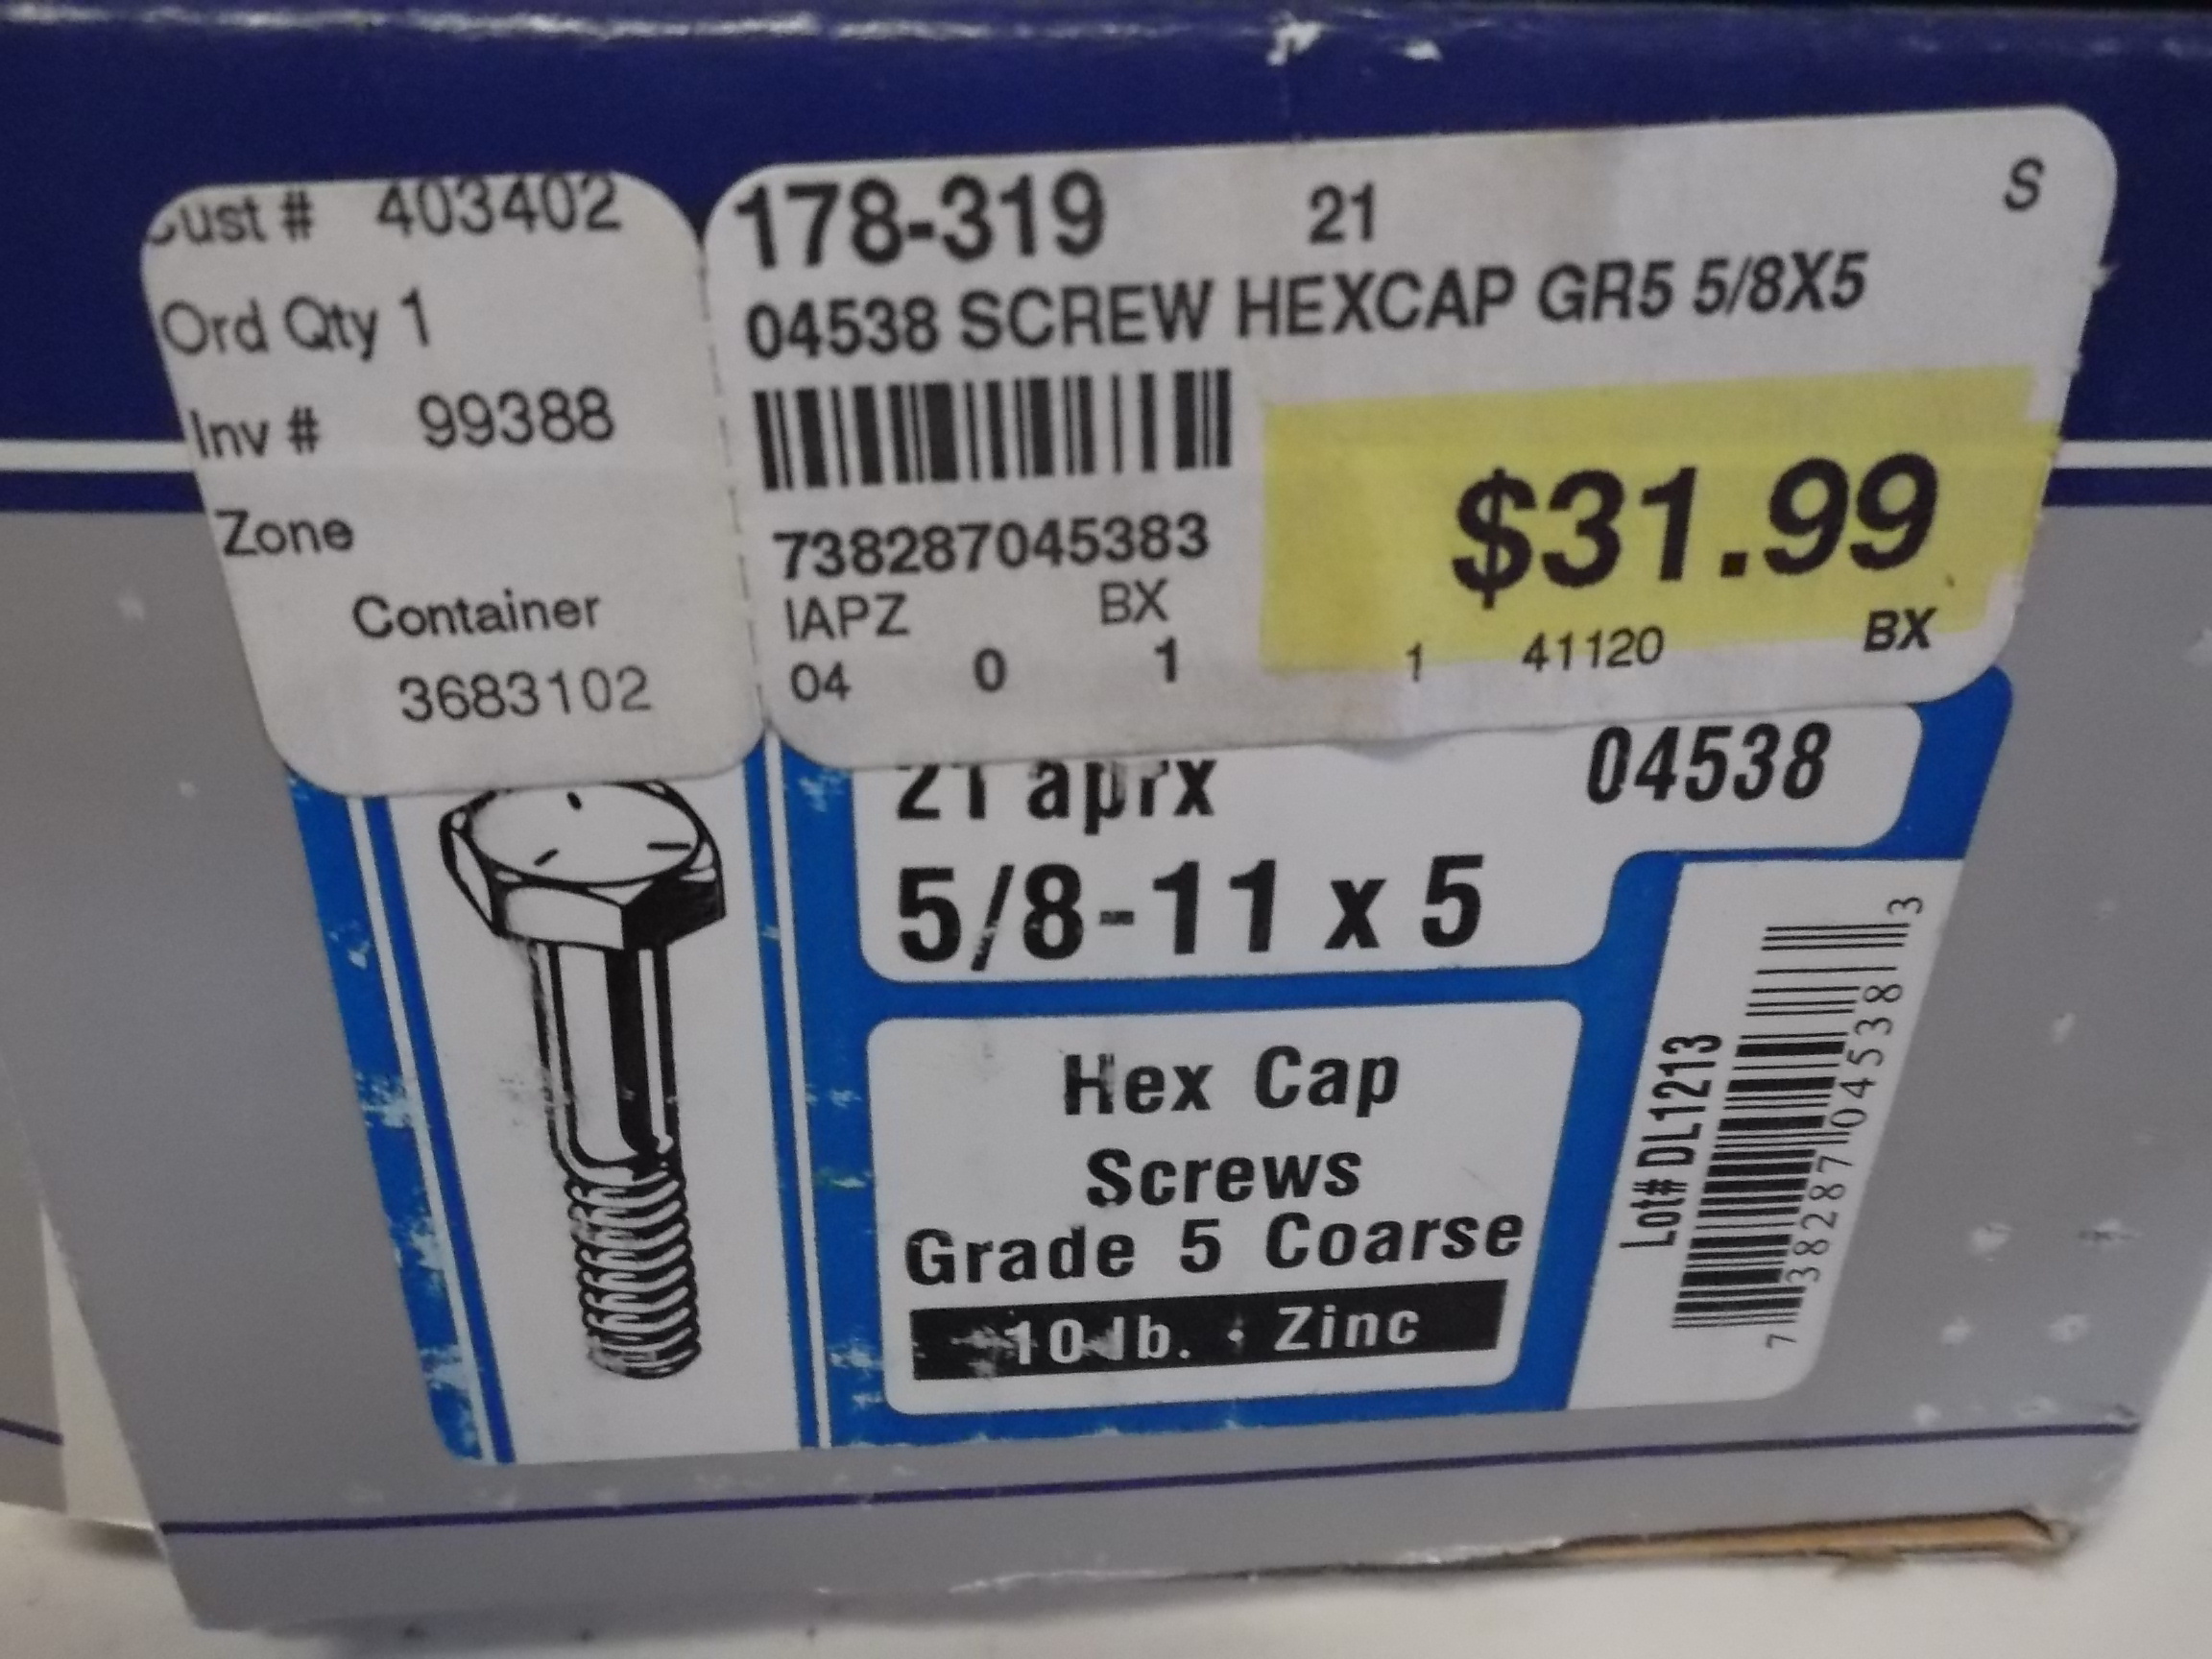 Cust # 403402
Ord Qty 1
Inv # 99388
Zone
Container
3683102
178-319 21 S
04538 SCREW HEXCAP GR5 5/8X5
$31.99
738287045383
IAPZ BX
04 0 1 1 41120 BX
21 aprx 04538
5/8-11 x 5
Hex Cap
Screws
Grade 5 Coarse
10 lb. · Zinc
Lot# DL1213
7 38287 04538 3